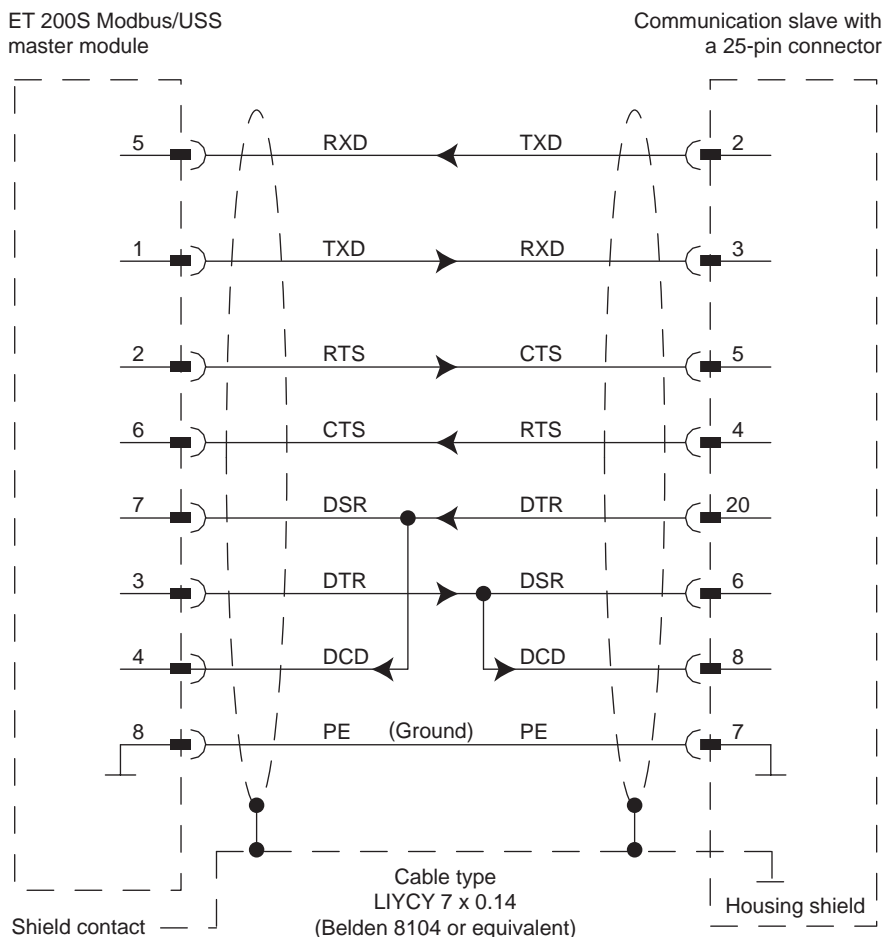 ET 200S Modbus/USS
master module
Communication slave with
a 25-pin connector
5 RXD TXD 2
1 TXD RXD 3
2 RTS CTS 5
6 CTS RTS 4
7 DSR DTR 20
3 DTR DSR 6
4 DCD DCD 8
8 PE (Ground) PE 7
Cable type
LIYCY 7 x 0.14
(Belden 8104 or equivalent)
Shield contact
Housing shield